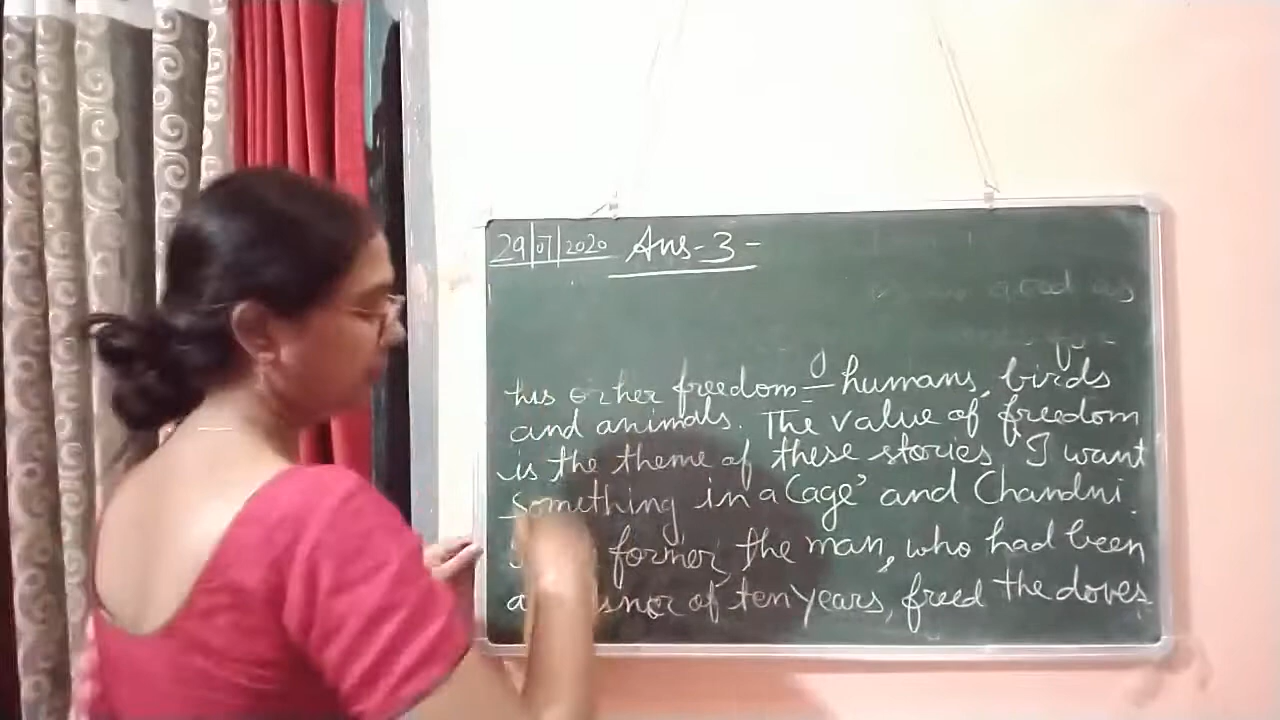 29|07|2020 Ans-3-
his or her freedom - humans, birds
and animals. The value of freedom
is the theme of these stories 'I want
something in a Cage' and Chandni.
former, the man, who had been
of ten years, freed the doves